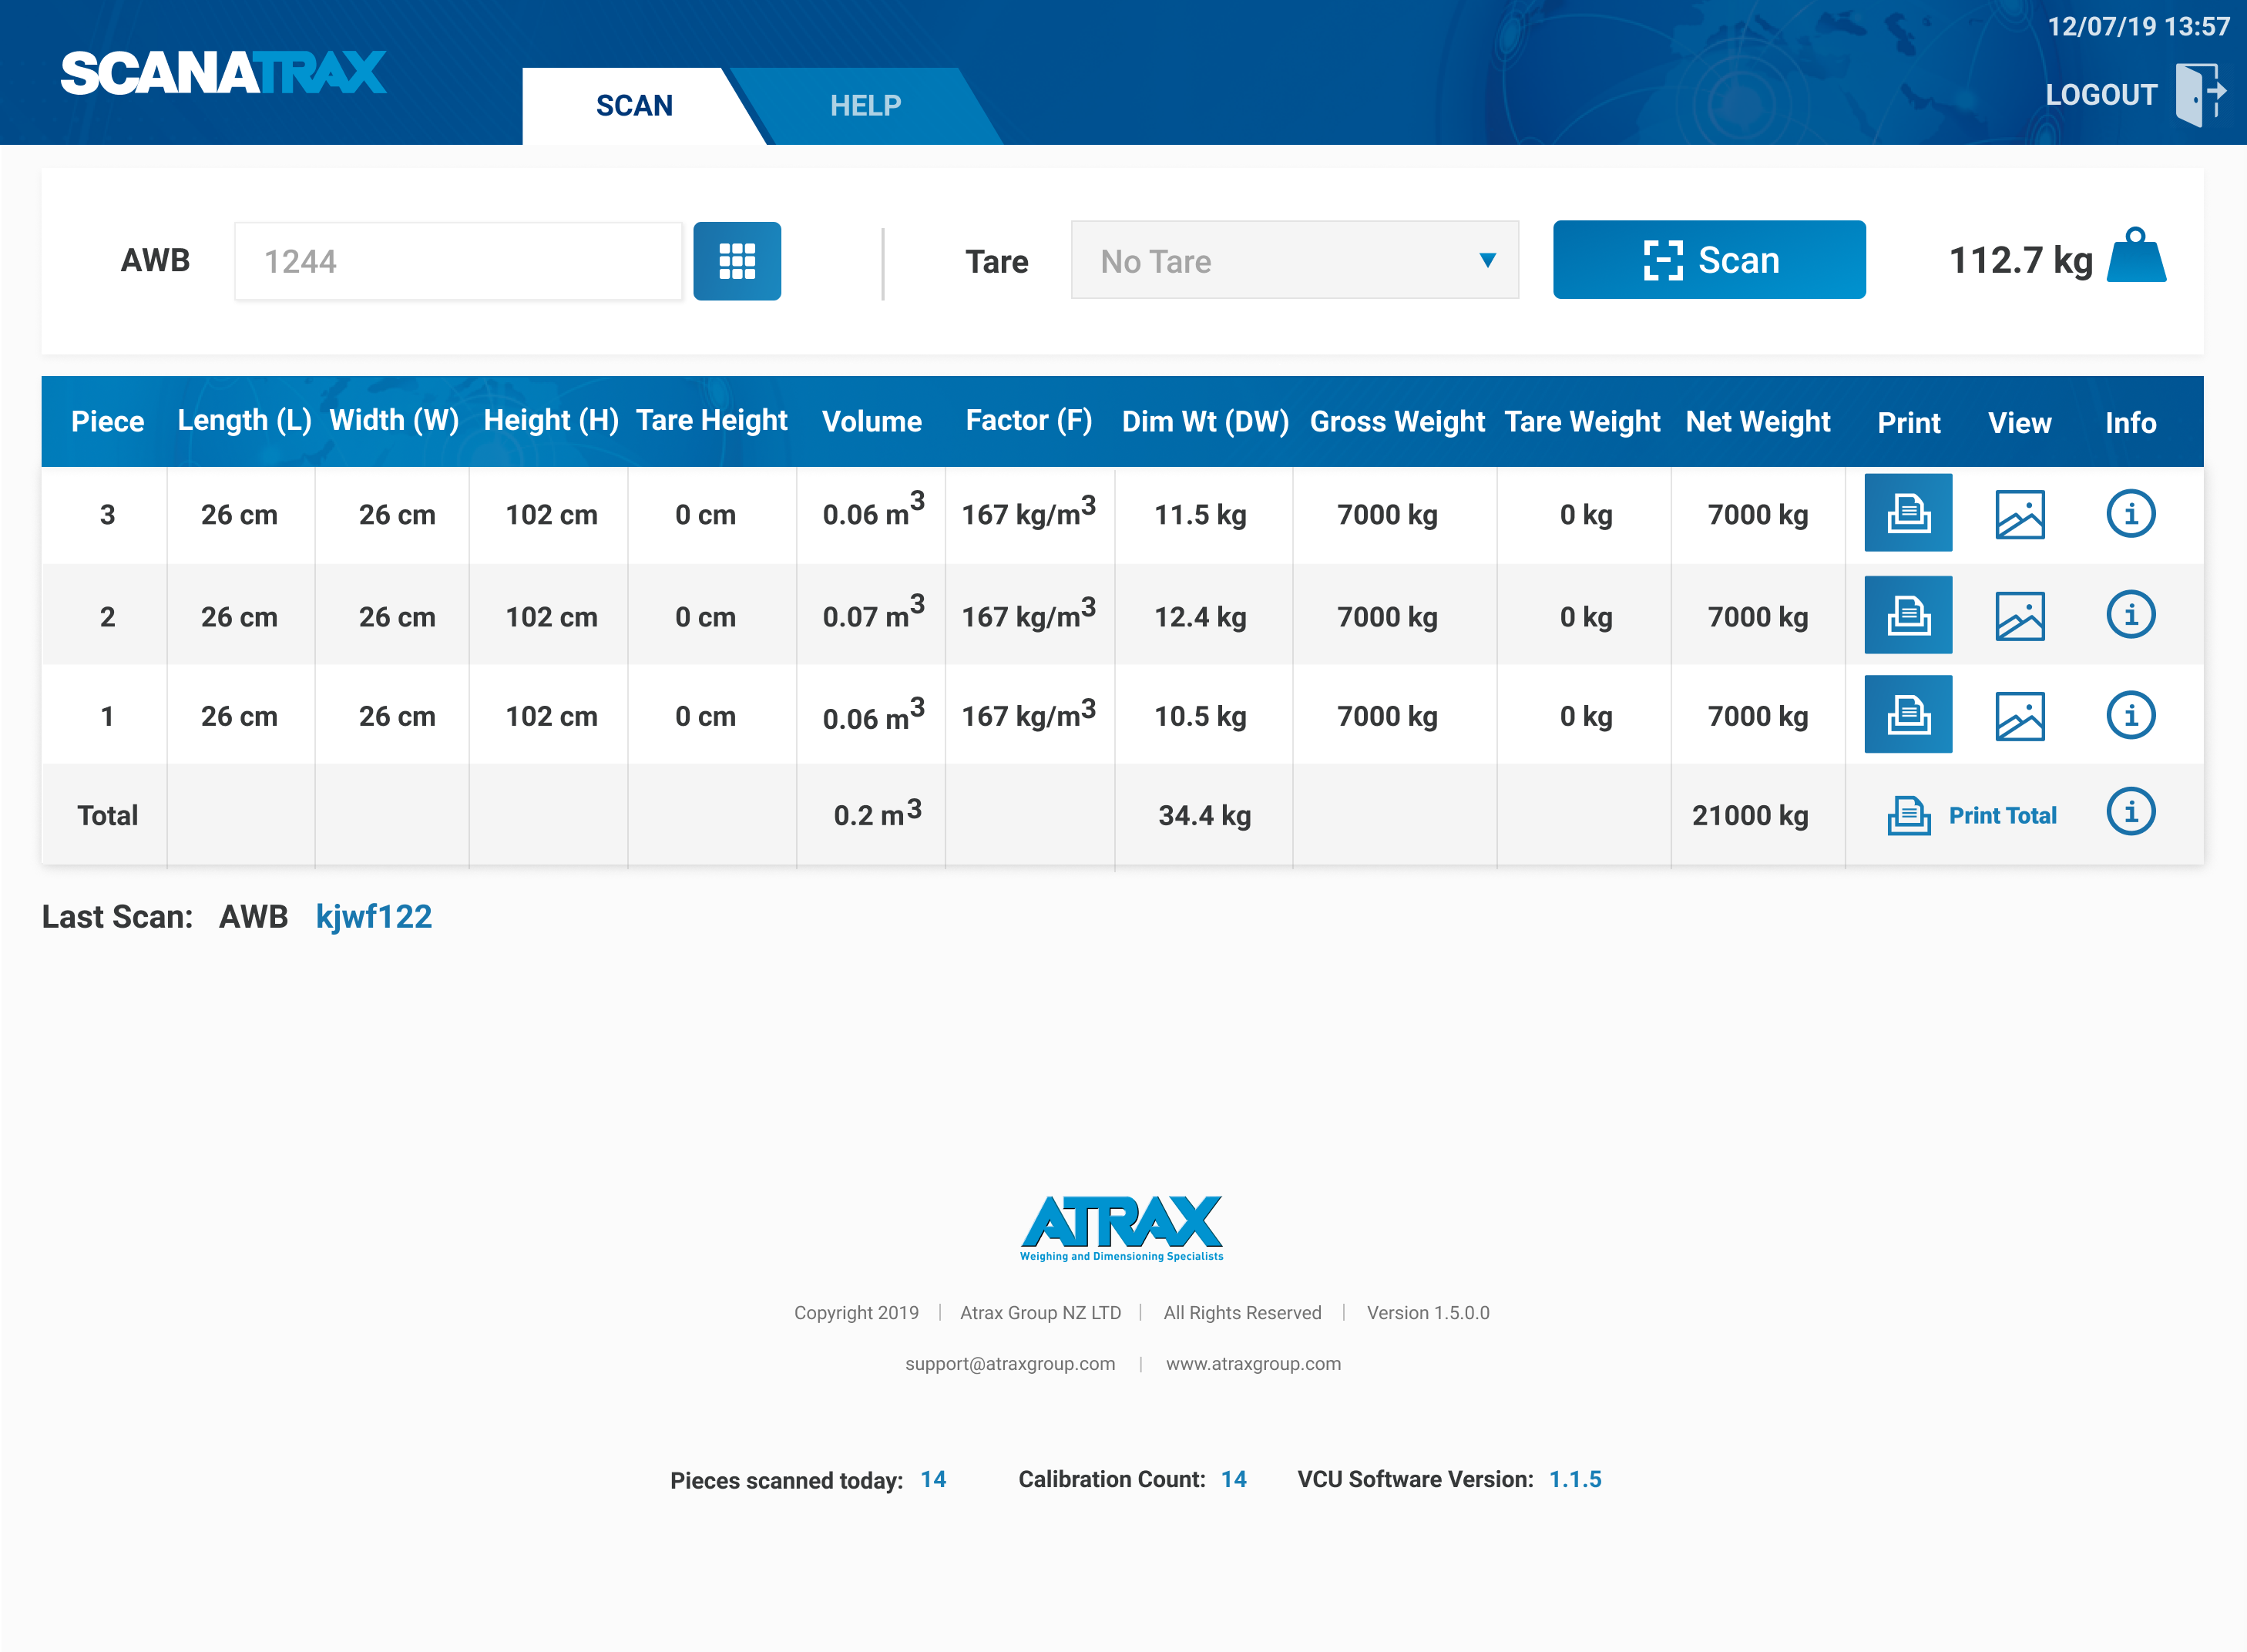 12/07/19 13:57
SCANATRAX
SCAN
HELP
LOGOUT
AWB 1244 Tare No Tare Scan 112.7 kg
Piece Length (L) Width (W) Height (H) Tare Height Volume Factor (F) Dim Wt (DW) Gross Weight Tare Weight Net Weight Print View Info
3 26 cm 26 cm 102 cm 0 cm 0.06 m³ 167 kg/m³ 11.5 kg 7000 kg 0 kg 7000 kg
2 26 cm 26 cm 102 cm 0 cm 0.07 m³ 167 kg/m³ 12.4 kg 7000 kg 0 kg 7000 kg
1 26 cm 26 cm 102 cm 0 cm 0.06 m³ 167 kg/m³ 10.5 kg 7000 kg 0 kg 7000 kg
Total 0.2 m³ 34.4 kg 21000 kg Print Total
Last Scan: AWB kjwf122
ATRAX
Weighing and Dimensioning Specialists
Copyright 2019 | Atrax Group NZ LTD | All Rights Reserved | Version 1.5.0.0
support@atraxgroup.com | www.atraxgroup.com
Pieces scanned today: 14 Calibration Count: 14 VCU Software Version: 1.1.5